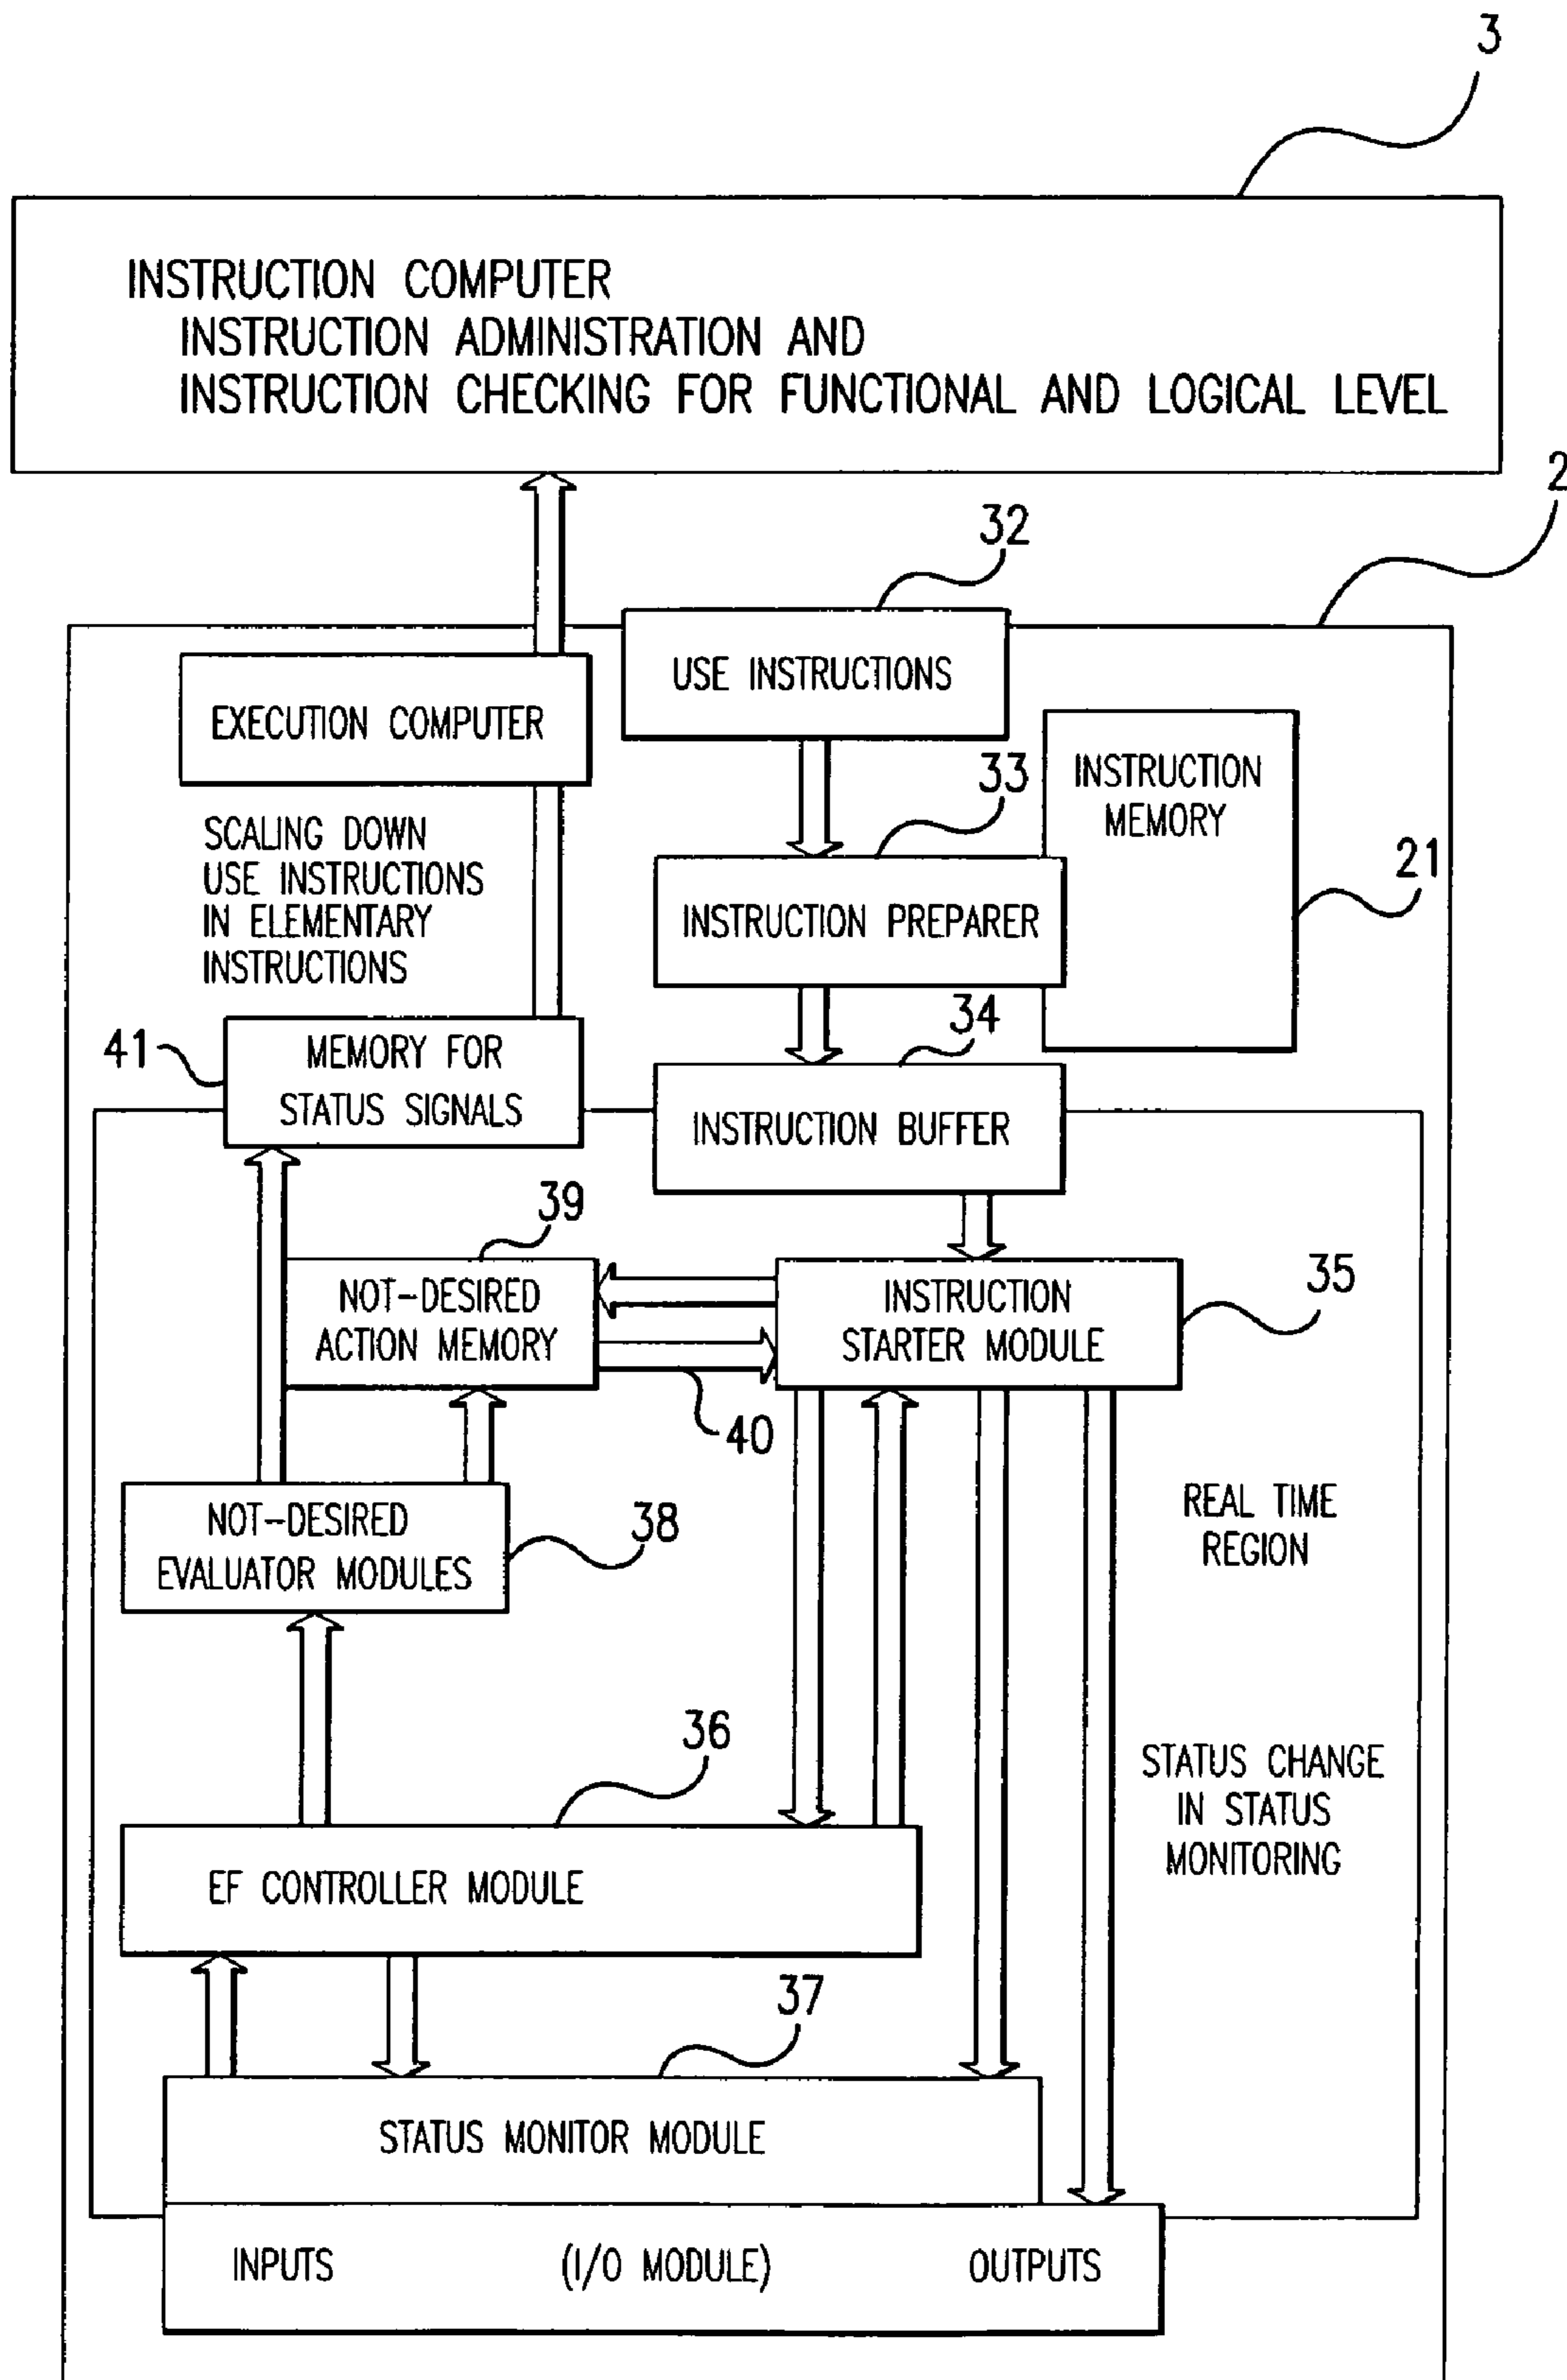 3
INSTRUCTION COMPUTER
INSTRUCTION ADMINISTRATION AND
INSTRUCTION CHECKING FOR FUNCTIONAL AND LOGICAL LEVEL
2
32
USE INSTRUCTIONS
EXECUTION COMPUTER
33
INSTRUCTION
MEMORY
SCALING DOWN
USE INSTRUCTIONS
IN ELEMENTARY
INSTRUCTIONS
21
INSTRUCTION PREPARER
34
41
MEMORY FOR
STATUS SIGNALS
INSTRUCTION BUFFER
39
NOT-DESIRED
ACTION MEMORY
INSTRUCTION
STARTER MODULE
35
40
NOT-DESIRED
EVALUATOR MODULES
38
REAL TIME
REGION
36
STATUS CHANGE
IN STATUS
MONITORING
EF CONTROLLER MODULE
37
STATUS MONITOR MODULE
INPUTS (I/O MODULE) OUTPUTS